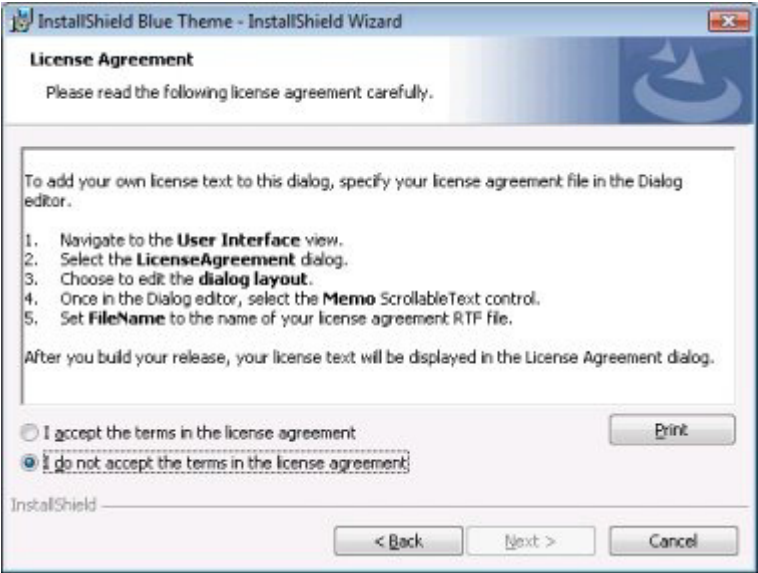 InstallShield Blue Theme - InstallShield Wizard
License Agreement
Please read the following license agreement carefully.
To add your own license text to this dialog, specify your license agreement file in the Dialog
editor.
1. Navigate to the User Interface view.
2. Select the LicenseAgreement dialog.
3. Choose to edit the dialog layout.
4. Once in the Dialog editor, select the Memo ScrollableText control.
5. Set FileName to the name of your license agreement RTF file.
After you build your release, your license text will be displayed in the License Agreement dialog.
I accept the terms in the license agreement
Print
I do not accept the terms in the license agreement
InstallShield
< Back
Next >
Cancel